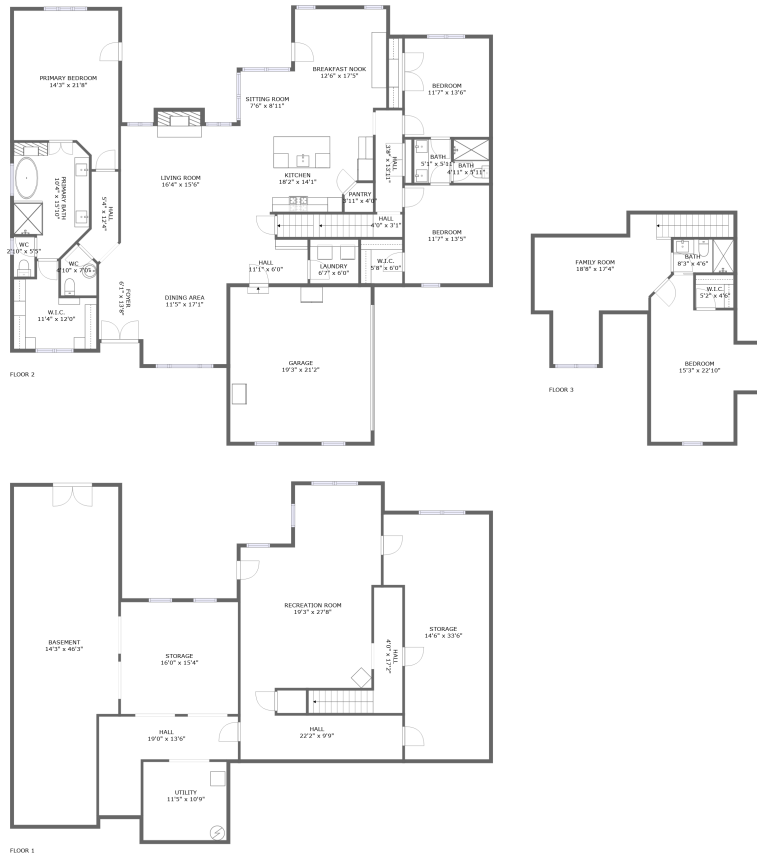 PRIMARY BEDROOM
14'3" x 21'8"
BREAKFAST NOOK
12'6" x 17'5"
SITTING ROOM
7'6" x 8'11"
BEDROOM
11'7" x 13'6"
LIVING ROOM
16'4" x 15'6"
KITCHEN
18'2" x 14'1"
HALL
3'8" x 13'11"
BATH
5'1" x 5'11"
BATH
4'11" x 5'11"
PRIMARY BATH
10'4" x 15'10"
HALL
5'4" x 12'4"
PANTRY
3'11" x 4'0"
HALL
4'0" x 3'1"
BEDROOM
11'7" x 13'5"
WC
2'10" x 5'5"
WC
4'10" x 7'0"
HALL
11'1" x 6'0"
LAUNDRY
6'7" x 6'0"
W.I.C.
5'8" x 6'0"
W.I.C.
11'4" x 12'0"
FOYER
6'1" x 13'8"
DINING AREA
11'5" x 17'1"
GARAGE
19'3" x 21'2"
FLOOR 2
FAMILY ROOM
18'8" x 17'4"
BATH
8'3" x 4'6"
W.I.C.
5'2" x 4'6"
BEDROOM
15'3" x 22'10"
FLOOR 3
BASEMENT
14'3" x 46'3"
STORAGE
16'0" x 15'4"
RECREATION ROOM
19'3" x 27'8"
HALL
4'0" x 17'2"
STORAGE
14'6" x 33'6"
HALL
19'0" x 13'6"
HALL
22'2" x 9'9"
UTILITY
11'5" x 10'9"
FLOOR 1